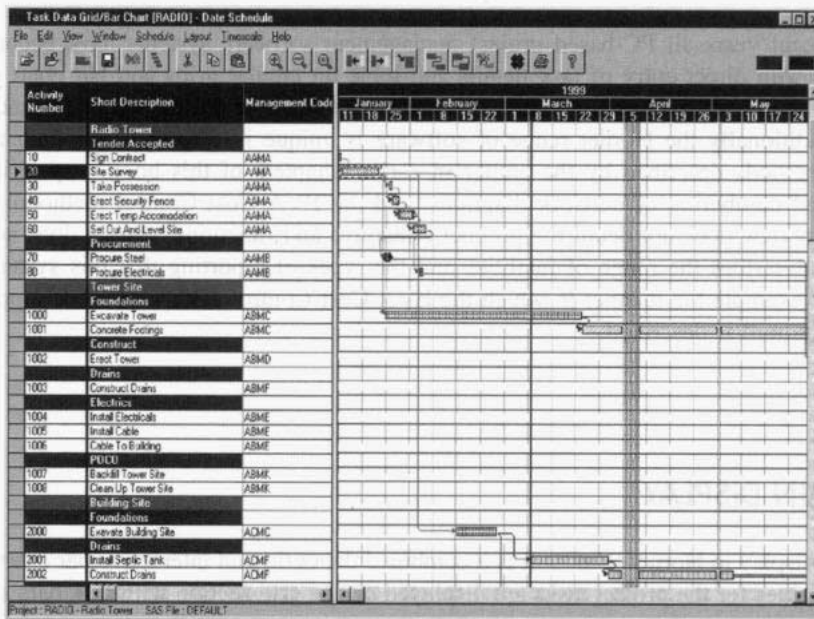 Task Data Grid/Bar Chart [RADIO] - Date Schedule
File Edit View Window Schedule Layout Timescale Help
1999
Activity Number Short Description Management Code January February March April May
11 18 25 1 8 15 22 1 8 15 22 29 5 12 19 26 3 10 17 24
Radio Tower
Tender Accepted
10 Sign Contract AAMA
20 Site Survey AAMA
30 Take Possession AAMA
40 Erect Security Fence AAMA
50 Erect Temp Accomodation AAMA
60 Set Out And Level Site AAMA
Procurement
70 Procure Steel AAMB
80 Procure Electricals AAMB
Tower Site
Foundations
1000 Excavate Tower ABMC
1001 Concrete Footings ABMC
Construct
1002 Erect Tower ABMD
Drains
1003 Construct Drains ABMF
Electrics
1004 Install Electricals ABME
1005 Install Cable ABME
1006 Cable To Building ABME
POCO
1007 Backfill Tower Site ABMK
1008 Clean Up Tower Site ABMK
Building Site
Foundations
2000 Exavate Building Site ACMC
Drains
2001 Install Septic Tank ACMF
2002 Construct Drains ACMF
Project : RADIO - Radio Tower SAS File : DEFAULT